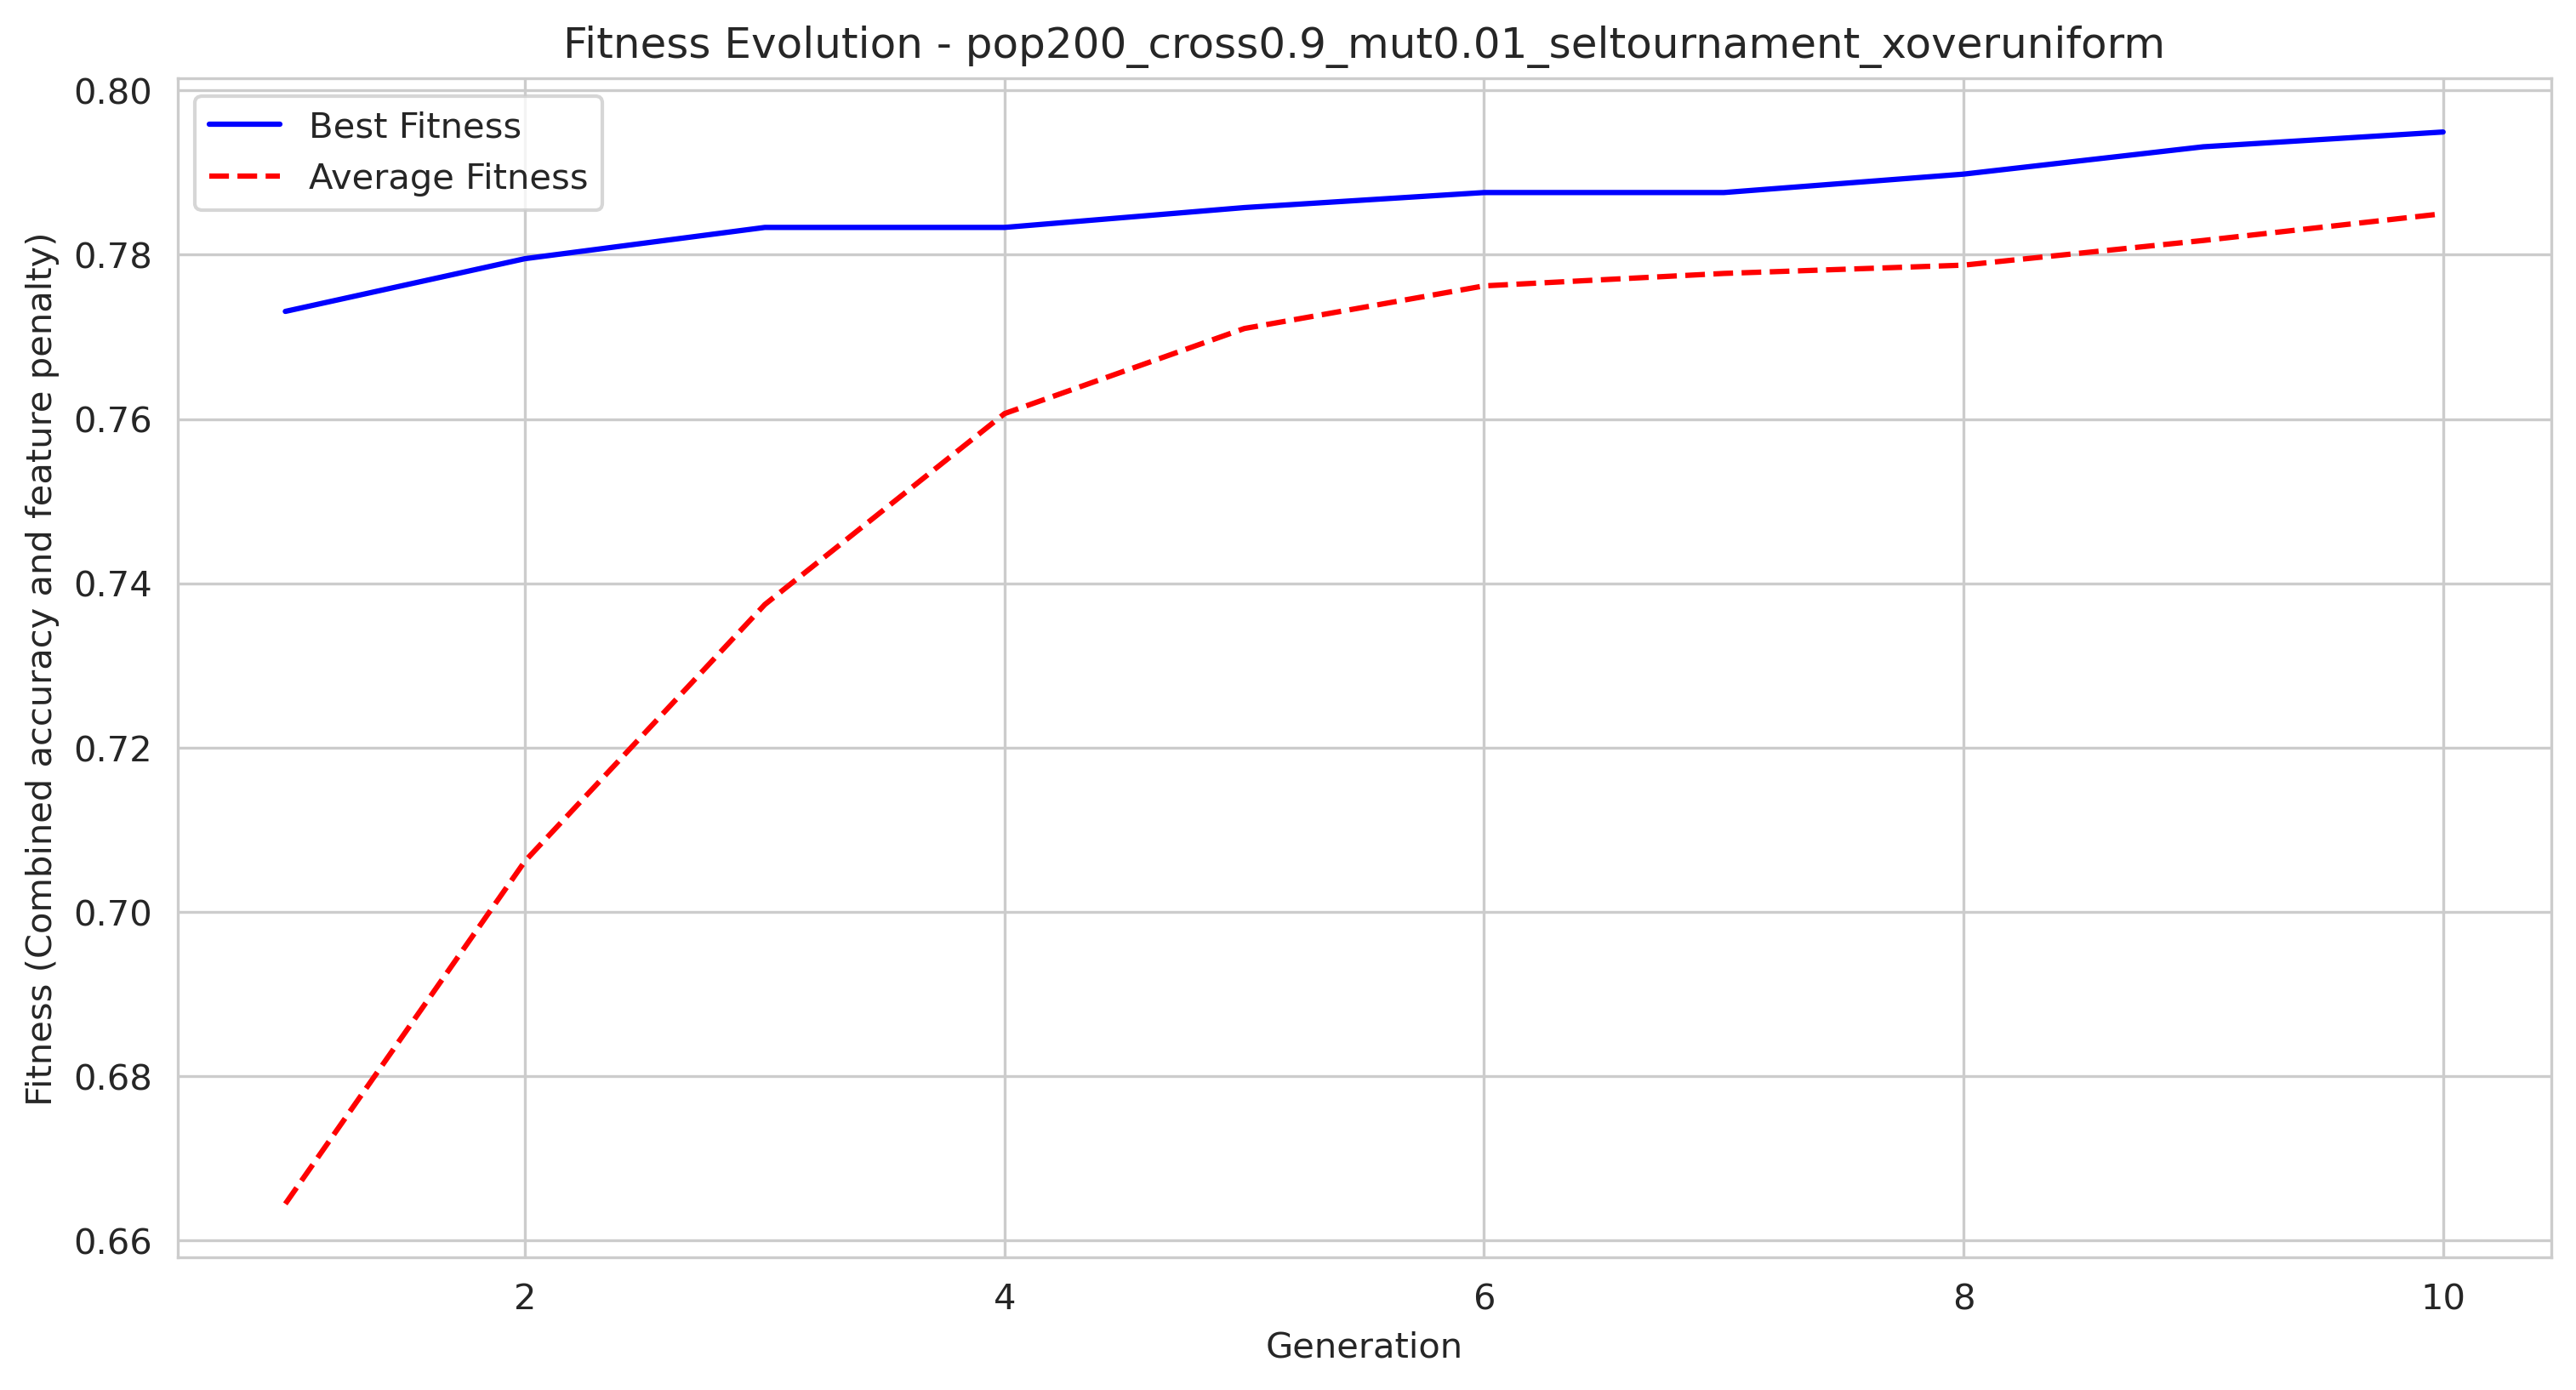 Fitness Evolution - pop200_cross0.9_mut0.01_seltournament_xoveruniform
Best Fitness
Average Fitness
Fitness (Combined accuracy and feature penalty)
0.80
0.78
0.76
0.74
0.72
0.70
0.68
0.66
2 4 6 8 10
Generation